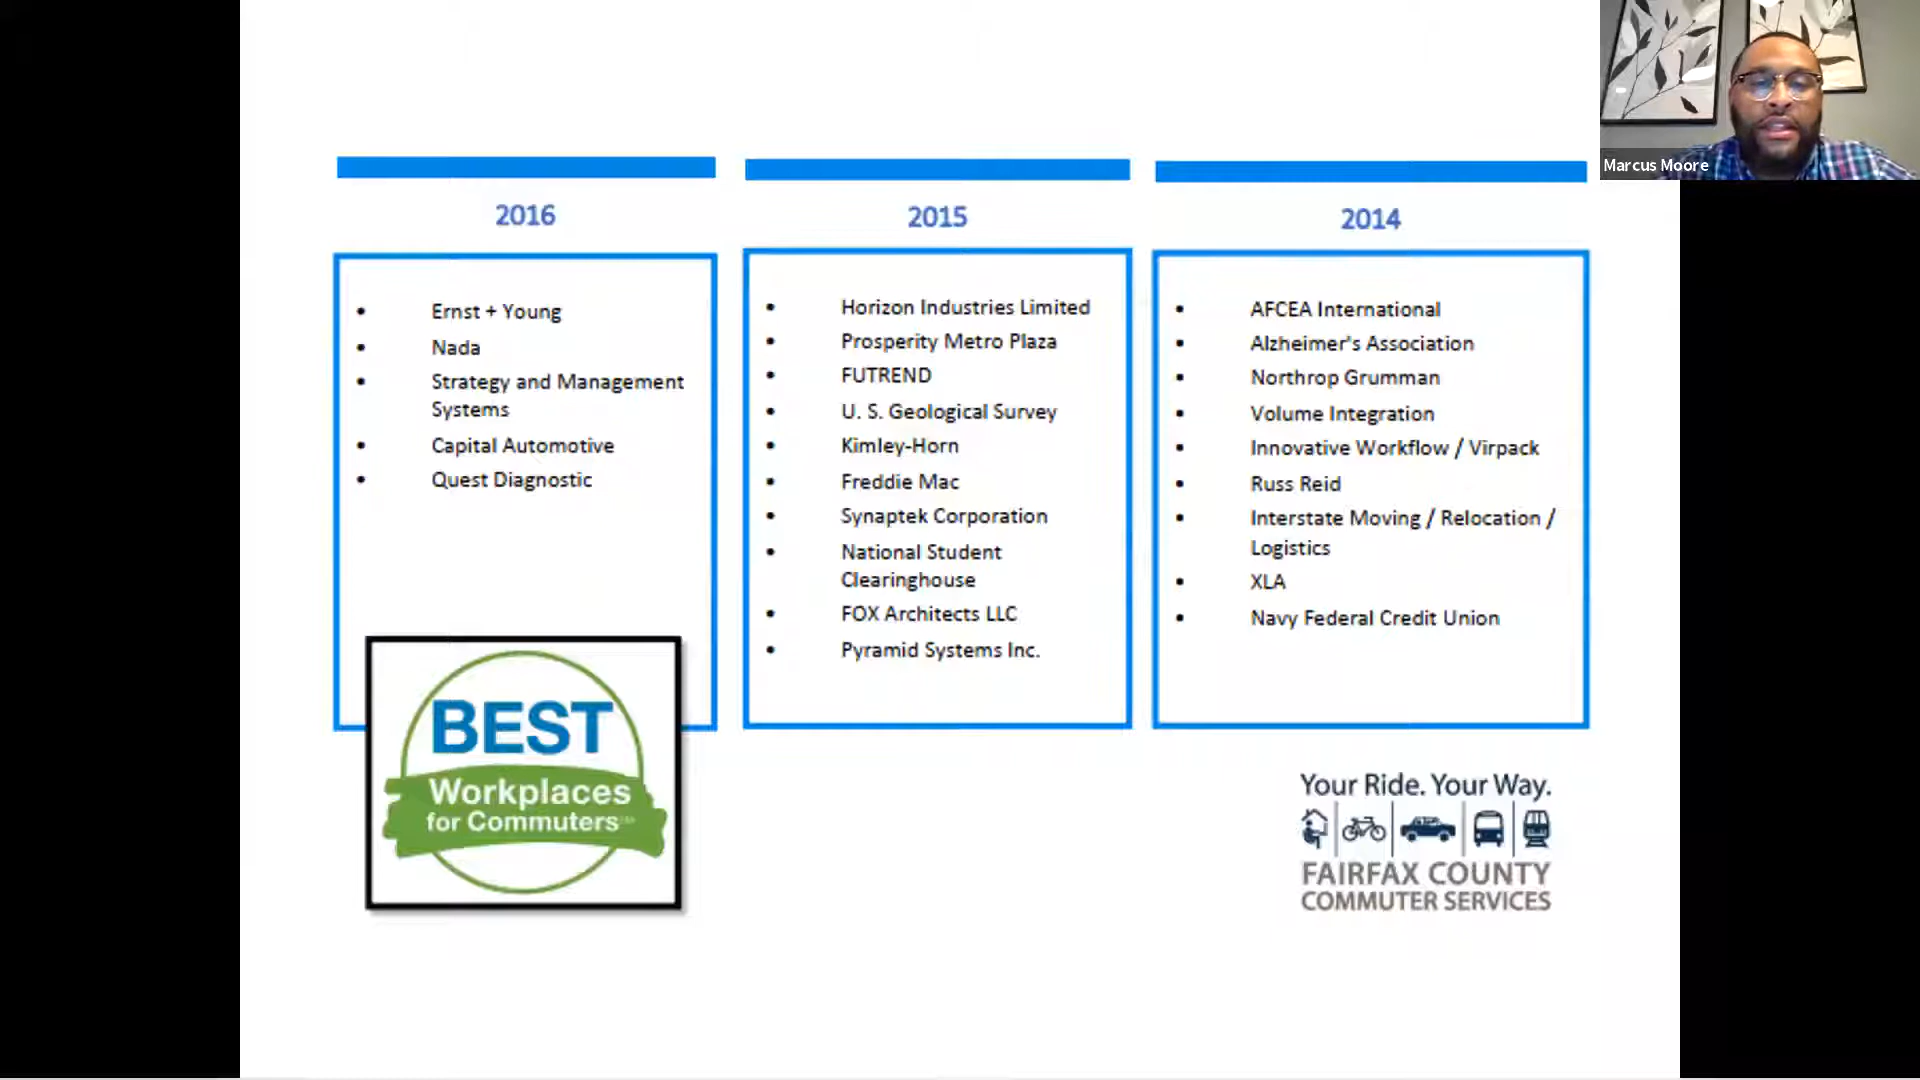 Marcus Moore
2016
Ernst + Young
Nada
Strategy and Management
Systems
Capital Automotive
Quest Diagnostic
2015
Horizon Industries Limited
Prosperity Metro Plaza
FUTREND
U. S. Geological Survey
Kimley-Horn
Freddie Mac
Synaptek Corporation
National Student
Clearinghouse
FOX Architects LLC
Pyramid Systems Inc.
2014
AFCEA International
Alzheimer's Association
Northrop Grumman
Volume Integration
Innovative Workflow / Virpack
Russ Reid
Interstate Moving / Relocation /
Logistics
XLA
Navy Federal Credit Union
BEST
Workplaces
for Commuters
Your Ride. Your Way.
FAIRFAX COUNTY
COMMUTER SERVICES